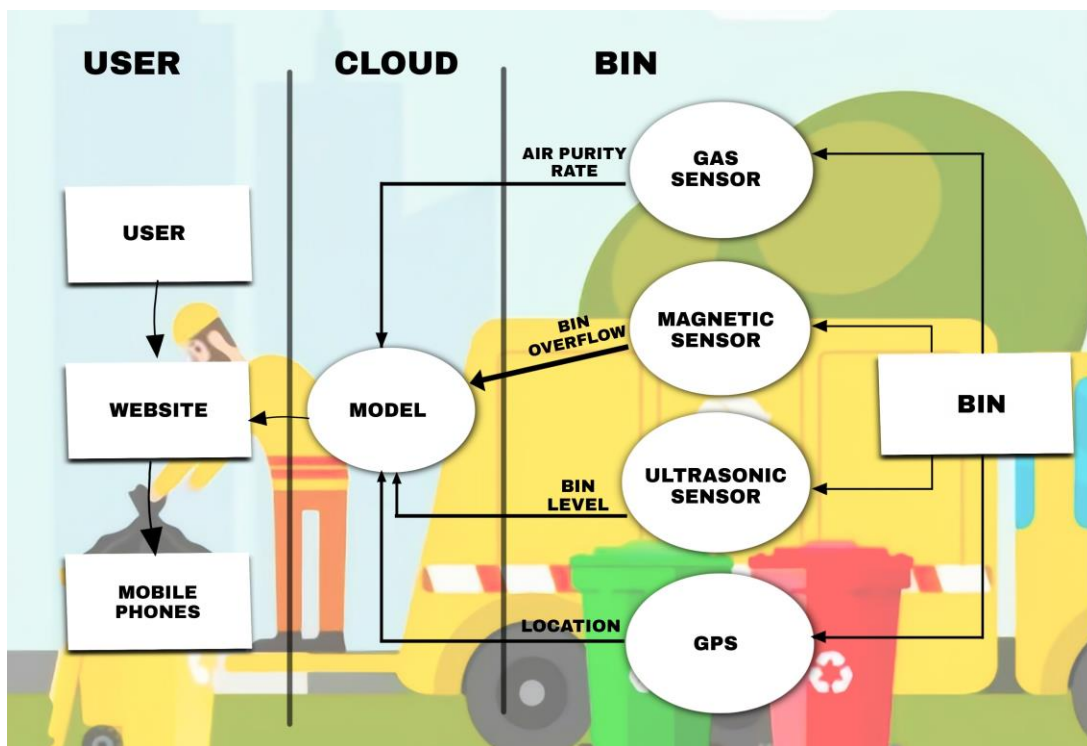 USER
CLOUD
BIN
AIR PURITY
RATE
GAS
SENSOR
USER
BIN
OVERFLOW
MAGNETIC
SENSOR
WEBSITE
MODEL
BIN
BIN
LEVEL
ULTRASONIC
SENSOR
MOBILE
PHONES
LOCATION
GPS